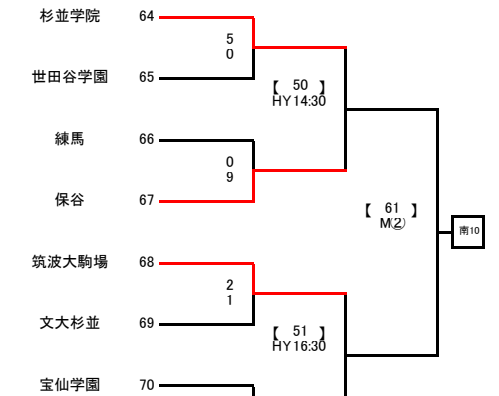 杉並学院 64
5
0
世田谷学園 65
【 50 】
HY14:30
練馬 66
0
9
保谷 67
【 61 】
M(2)
南10
筑波大駒場 68
2
1
文大杉並 69
【 51 】
HY16:30
宝仙学園 70